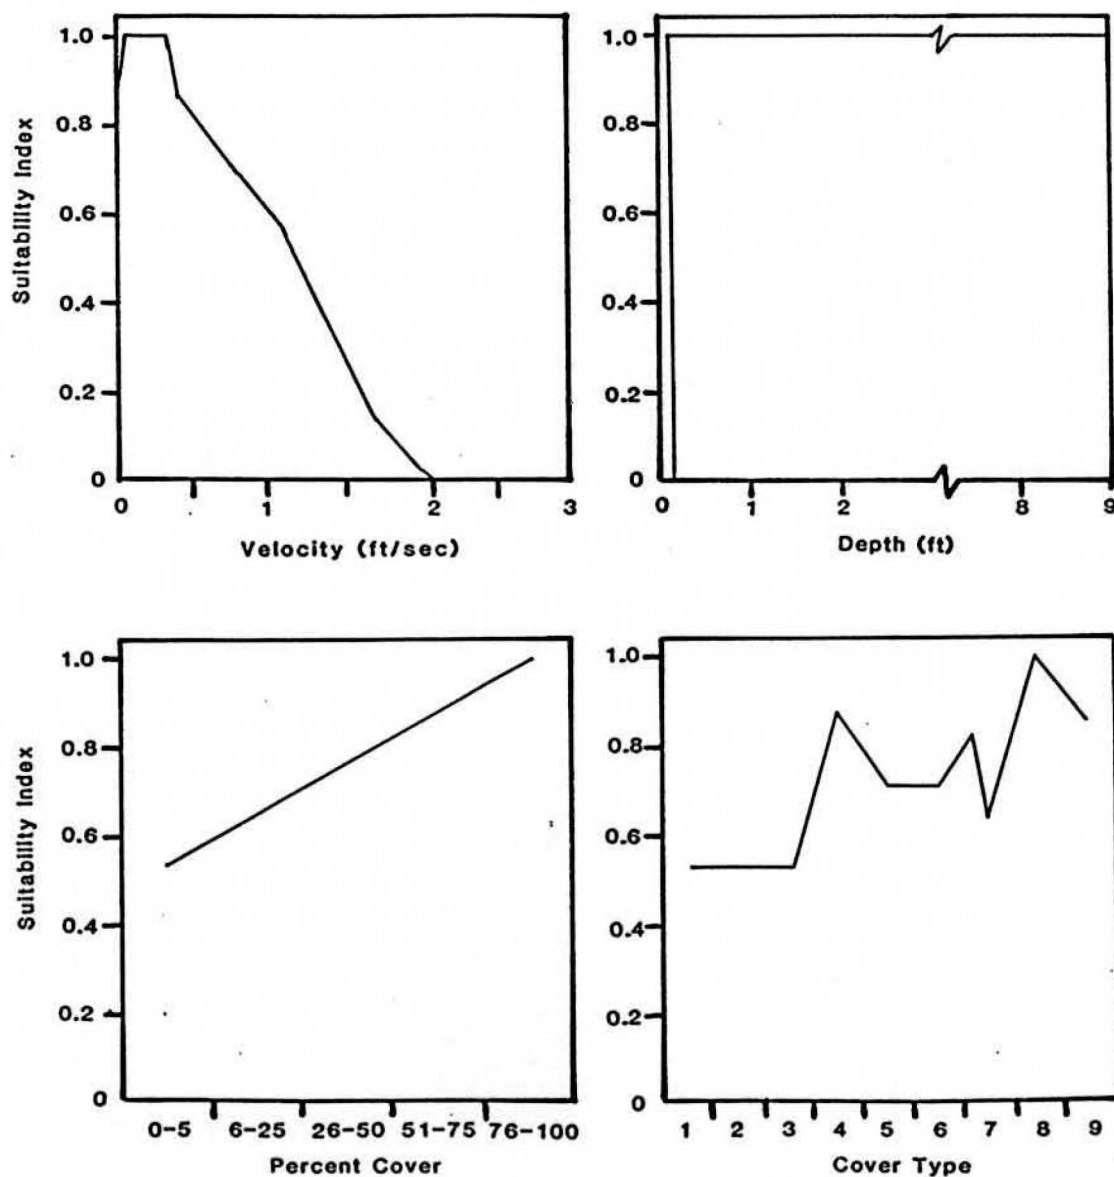 Suitability Index
1.0
0.8
0.6
0.4
0.2
0
0 1 2 3
Velocity (ft/sec)
1.0
0.8
0.6
0.4
0.2
0
0 1 2 8 9
Depth (ft)
Suitability Index
1.0
0.8
0.6
0.4
0.2
0
0-5 6-25 26-50 51-75 76-100
Percent Cover
1.0
0.8
0.6
0.4
0.2
0
1 2 3 4 5 6 7 8 9
Cover Type